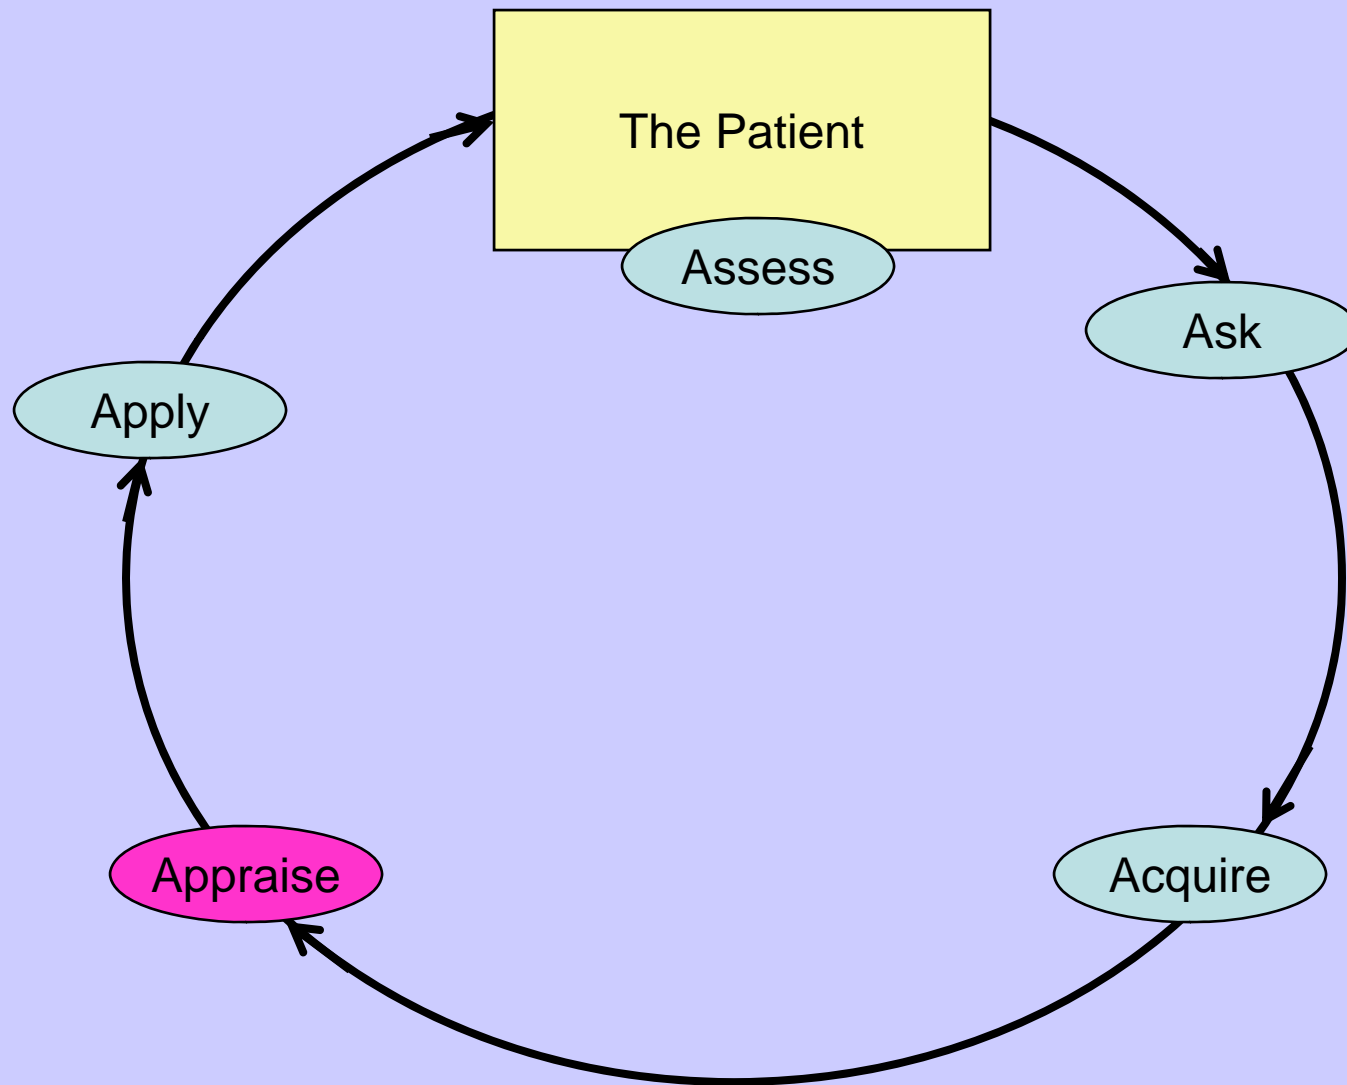 The Patient
Assess
Ask
Apply
Appraise
Acquire